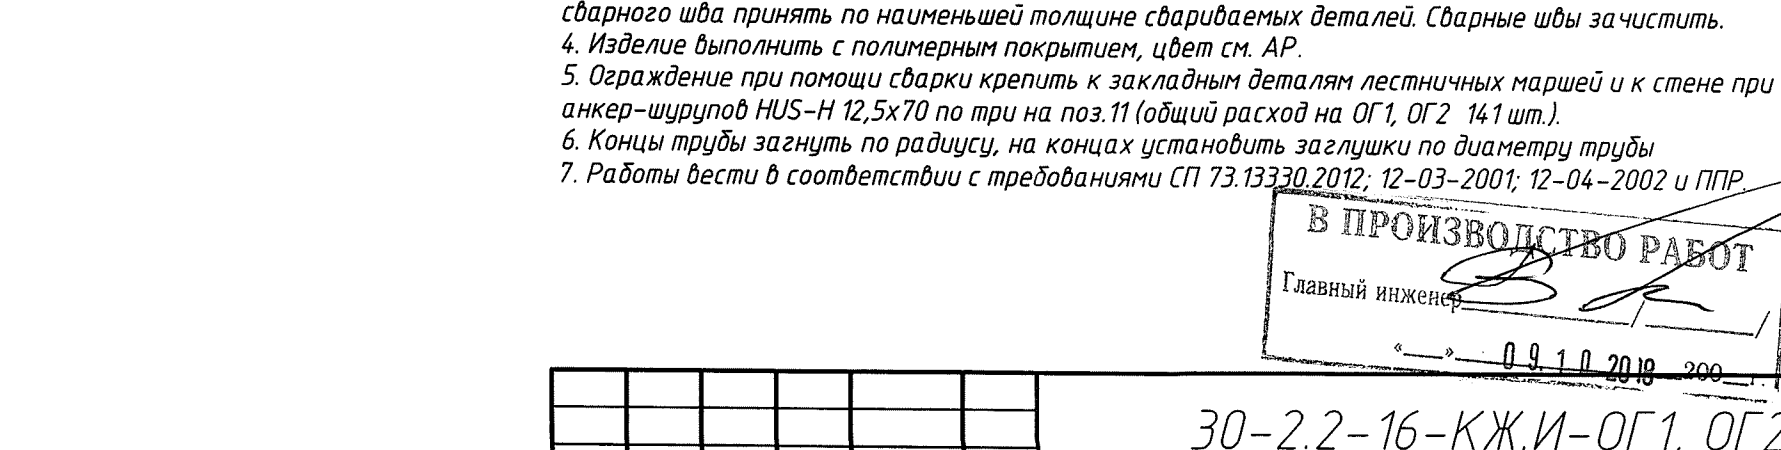 сварного шва принять по наименьшей толщине свариваемых деталей. Сварные швы зачистить.
4. Изделие выполнить с полимерным покрытием, цвет см. АР.
5. Ограждение при помощи сварки крепить к закладным деталям лестничных маршей и к стене при
анкер-шурупов HUS-H 12,5х70 по три на поз.11 (общий расход на ОГ1, ОГ2 141 шт.).
6. Концы трубы загнуть по радиусу, на концах установить заглушки по диаметру трубы
7. Работы вести в соответствии с требованиями СП 73.13330.2012; 12-03-2001; 12-04-2002 и ППР.
В ПРОИЗВОДСТВО РАБОТ
Главный инженер
«__» 09.10.2018 200__г.
30-2.2-16-КЖ.И-ОГ1, ОГ2